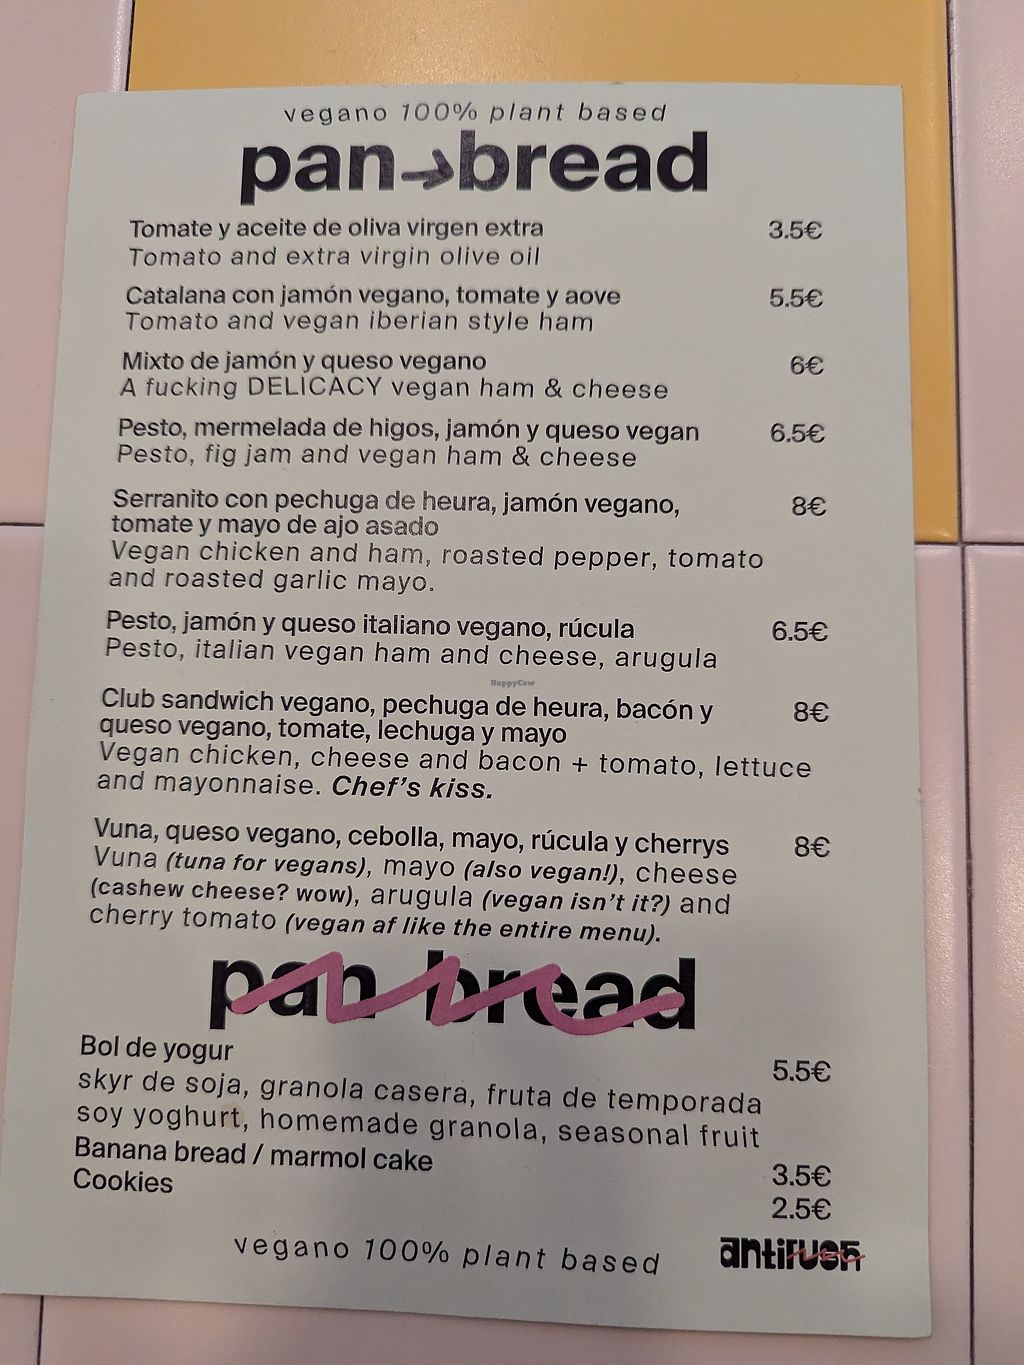 vegano 100% plant based
pan→bread
Tomate y aceite de oliva virgen extra 3.5€
Tomato and extra virgin olive oil
Catalana con jamón vegano, tomate y aove 5.5€
Tomato and vegan iberian style ham
Mixto de jamón y queso vegano 6€
A fucking DELICACY vegan ham & cheese
Pesto, mermelada de higos, jamón y queso vegan 6.5€
Pesto, fig jam and vegan ham & cheese
Serranito con pechuga de heura, jamón vegano, 8€
tomate y mayo de ajo asado
Vegan chicken and ham, roasted pepper, tomato
and roasted garlic mayo.
Pesto, jamón y queso italiano vegano, rúcula 6.5€
Pesto, italian vegan ham and cheese, arugula
HappyCow
Club sandwich vegano, pechuga de heura, bacón y 8€
queso vegano, tomate, lechuga y mayo
Vegan chicken, cheese and bacon + tomato, lettuce
and mayonnaise. Chef's kiss.
Vuna, queso vegano, cebolla, mayo, rúcula y cherrys 8€
Vuna (tuna for vegans), mayo (also vegan!), cheese
(cashew cheese? wow), arugula (vegan isn't it?) and
cherry tomato (vegan af like the entire menu).
pan bread
Bol de yogur 5.5€
skyr de soja, granola casera, fruta de temporada
soy yoghurt, homemade granola, seasonal fruit
Banana bread / marmol cake 3.5€
Cookies 2.5€
vegano 100% plant based
antirush